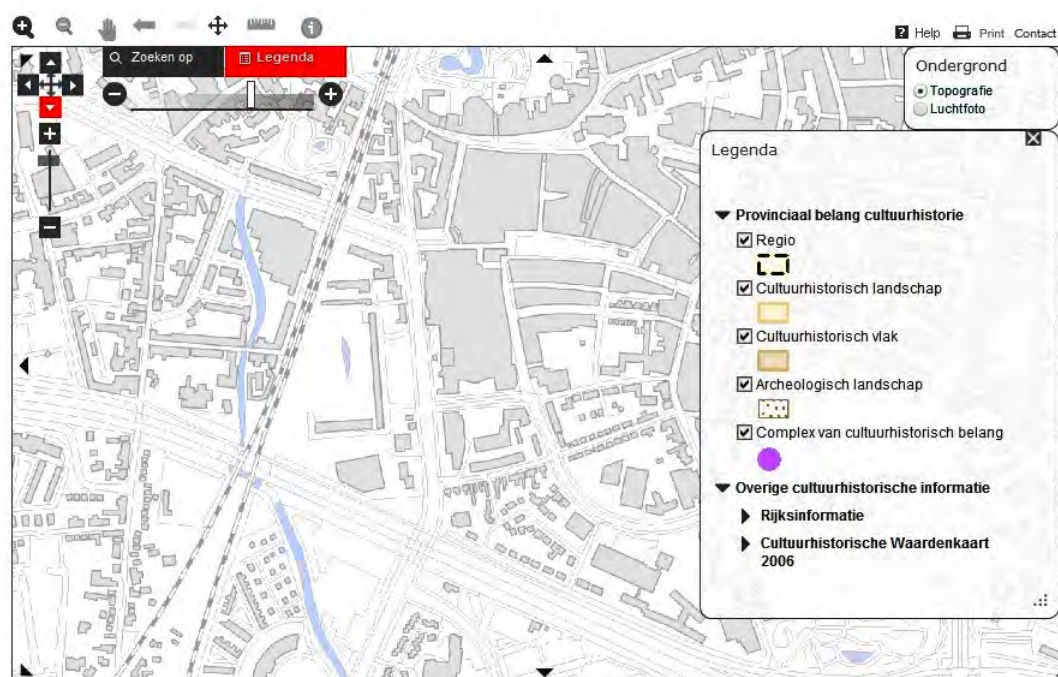 Help Print Contact
Zoeken op Legenda
Ondergrond
Topografie
Luchtfoto
Legenda
Provinciaal belang cultuurhistorie
Regio
Cultuurhistorisch landschap
Cultuurhistorisch vlak
Archeologisch landschap
Complex van cultuurhistorisch belang
Overige cultuurhistorische informatie
Rijksinformatie
Cultuurhistorische Waardenkaart
2006